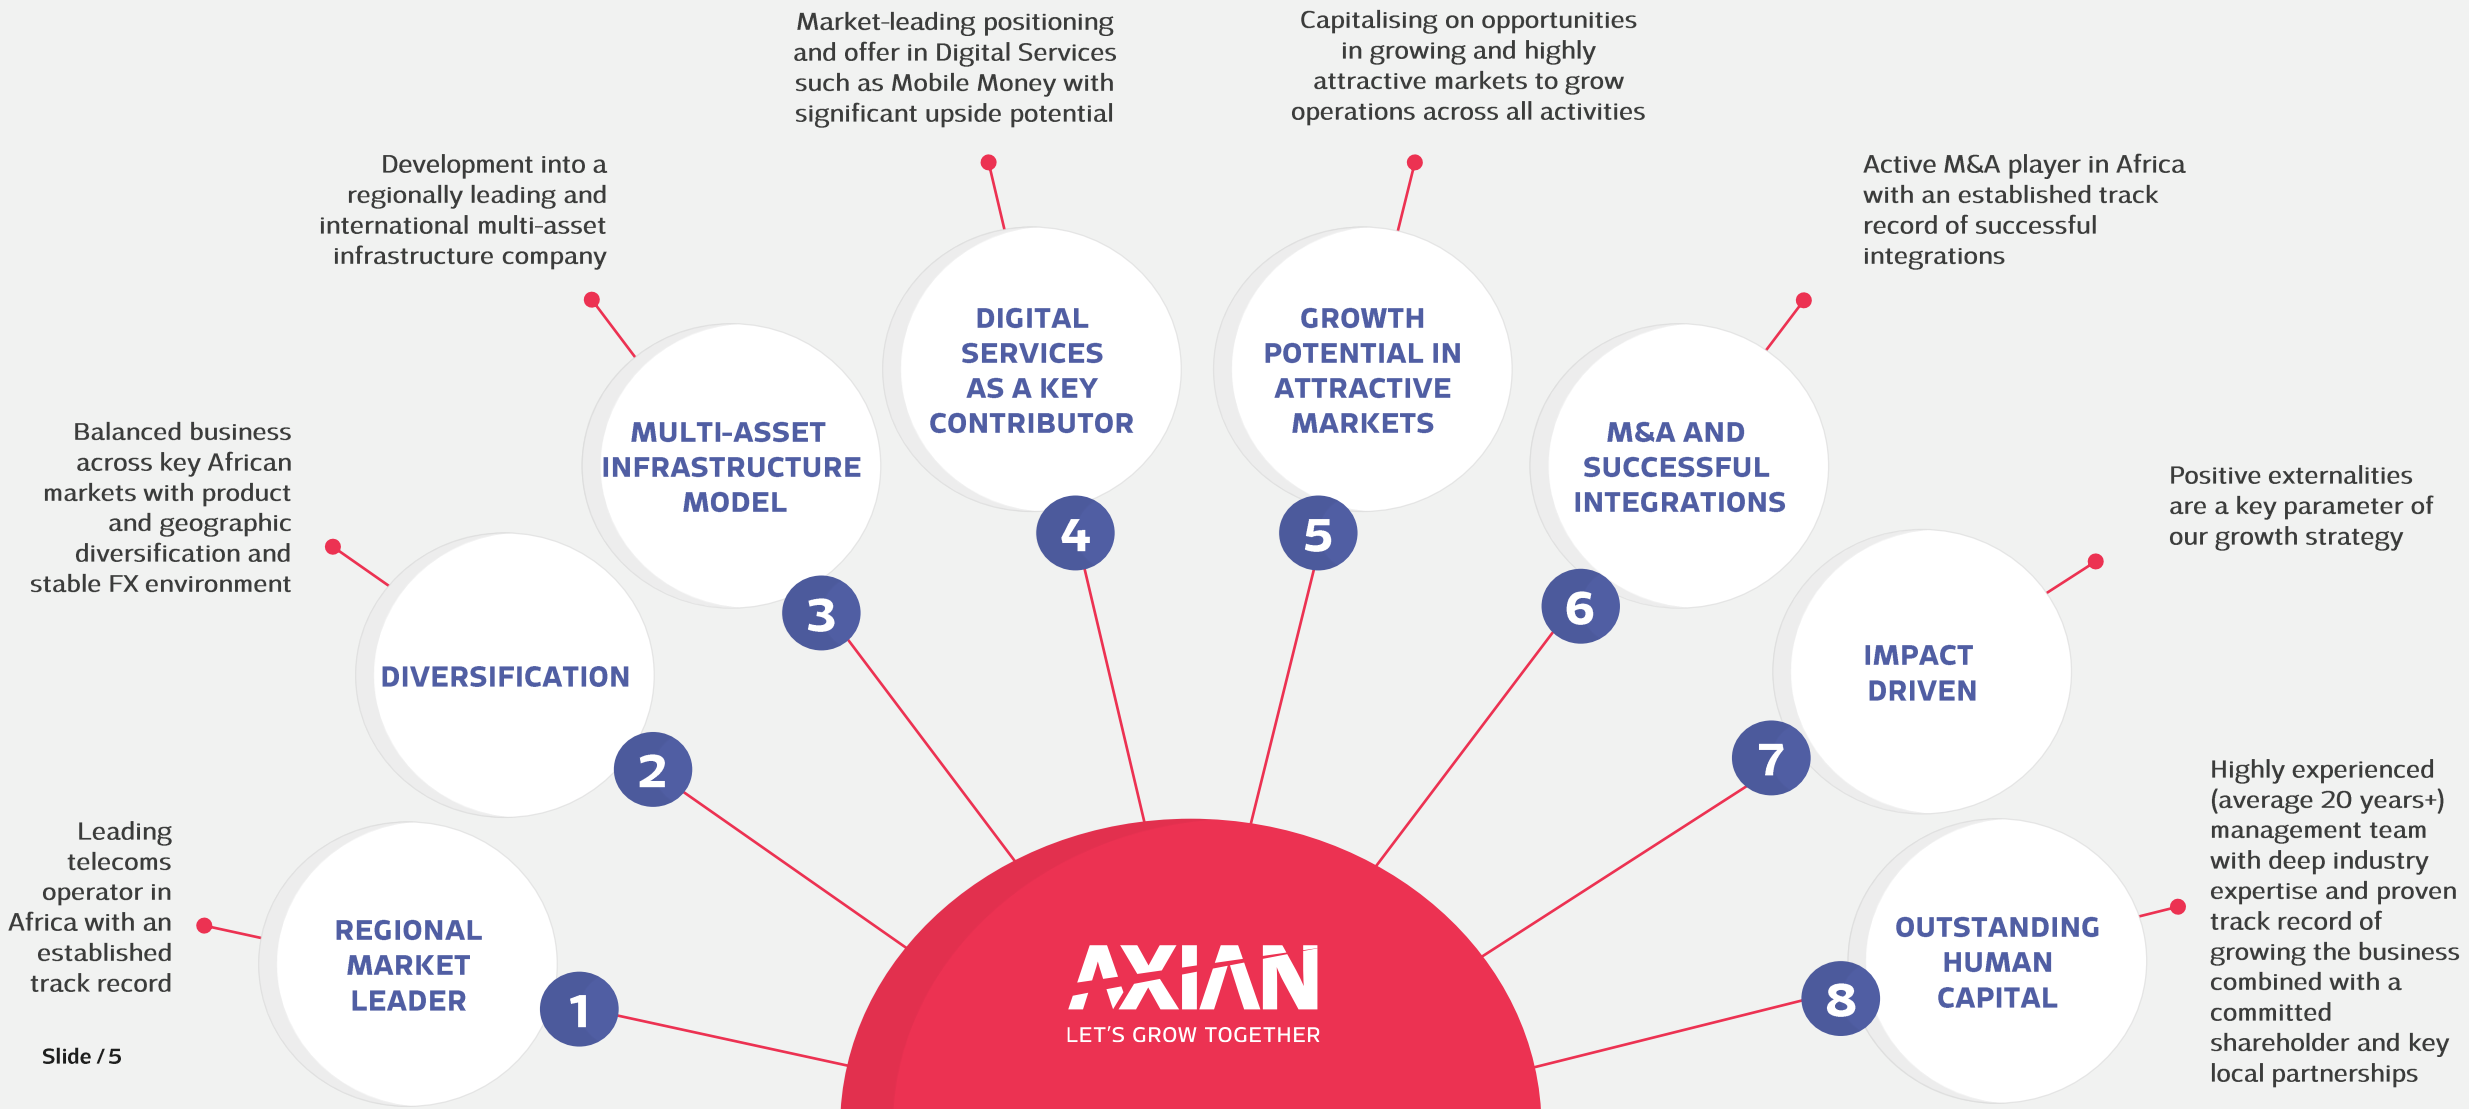 Leading
telecoms
operator in
Africa with an
established
track record
REGIONAL
MARKET
LEADER
1
Balanced business
across key African
markets with product
and geographic
diversification and
stable FX environment
DIVERSIFICATION
2
Development into a
regionally leading and
international multi-asset
infrastructure company
MULTI-ASSET
INFRASTRUCTURE
MODEL
3
Market-leading positioning
and offer in Digital Services
such as Mobile Money with
significant upside potential
DIGITAL
SERVICES
AS A KEY
CONTRIBUTOR
4
Capitalising on opportunities
in growing and highly
attractive markets to grow
operations across all activities
GROWTH
POTENTIAL IN
ATTRACTIVE
MARKETS
5
Active M&A player in Africa
with an established track
record of successful
integrations
M&A AND
SUCCESSFUL
INTEGRATIONS
6
Positive externalities
are a key parameter of
our growth strategy
IMPACT
DRIVEN
7
Highly experienced
(average 20 years+)
management team
with deep industry
expertise and proven
track record of
growing the business
combined with a
committed
shareholder and key
local partnerships
OUTSTANDING
HUMAN
CAPITAL
8
AXIAN
LET'S GROW TOGETHER
Slide / 5